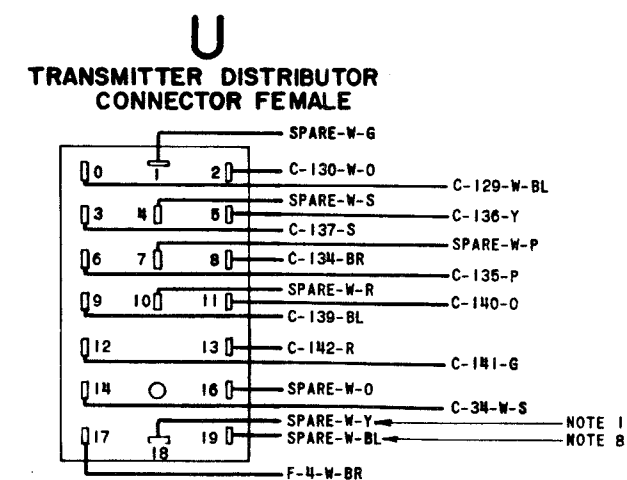 U
TRANSMITTER DISTRIBUTOR
CONNECTOR FEMALE
SPARE-W-G
0 1 2 C-130-W-O
C-129-W-BL
SPARE-W-S
3 4 5 C-136-Y
C-137-S
SPARE-W-P
6 7 8 C-134-BR
C-135-P
SPARE-W-R
9 10 11 C-140-O
C-139-BL
12 13 C-142-R
C-141-G
14 16 SPARE-W-O
C-34-W-S
SPARE-W-Y NOTE 1
17 18 19 SPARE-W-BL NOTE 8
F-4-W-BR